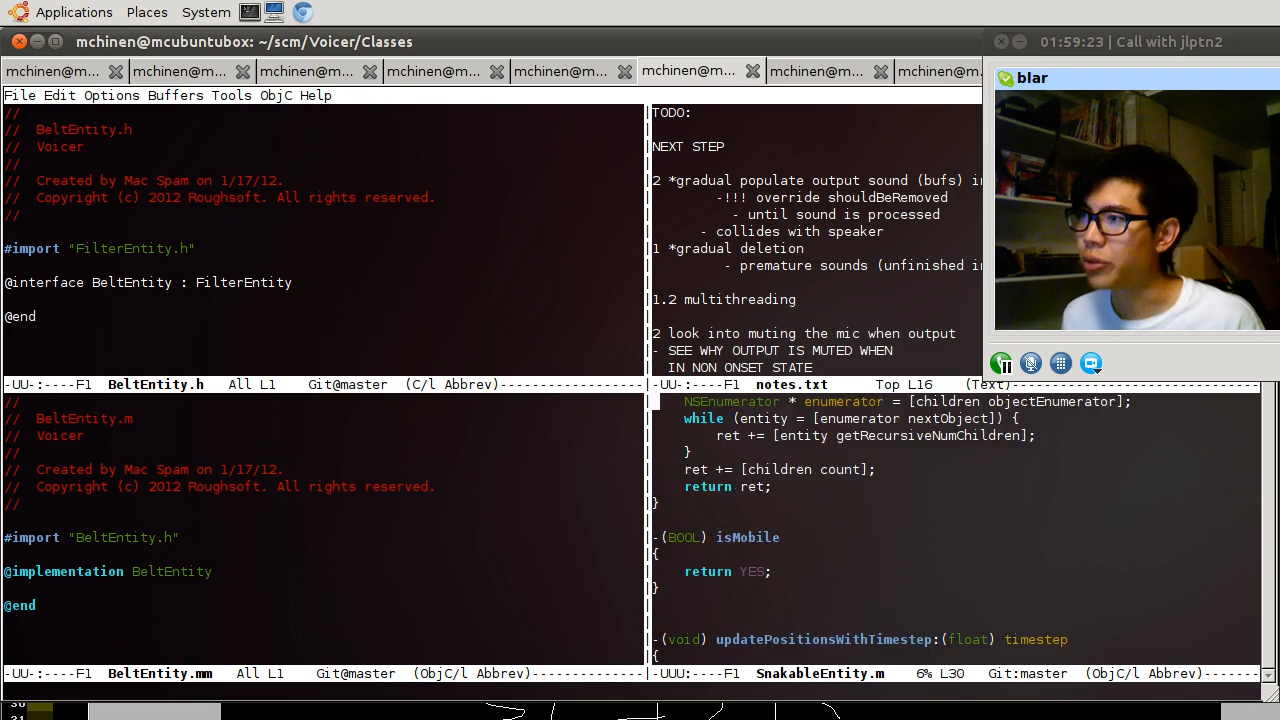 Applications Places System
mchinen@mcubuntubox: ~/scm/Voicer/Classes
01:59:23 | Call with jlptn2
mchinen@m... mchinen@m... mchinen@m... mchinen@m... mchinen@m... mchinen@m... mchinen@m... mchinen@m.
blar
File Edit Options Buffers Tools ObjC Help
//
//  BeltEntity.h
//  Voicer
//
//  Created by Mac Spam on 1/17/12.
//  Copyright (c) 2012 Roughsoft. All rights reserved.
//
#import "FilterEntity.h"
@interface BeltEntity : FilterEntity
@end
-UU-:----F1  BeltEntity.h   All L1    Git@master  (C/l Abbrev)------------------
TODO:
NEXT STEP
2 *gradual populate output sound (bufs) in
-!!! override shouldBeRemoved
- until sound is processed
- collides with speaker
1 *gradual deletion
- premature sounds (unfinished in
1.2 multithreading
2 look into muting the mic when output
- SEE WHY OUTPUT IS MUTED WHEN
IN NON ONSET STATE
-UU-:----F1  notes.txt      Top L16    (Text)-----------------------------------
//
//  BeltEntity.m
//  Voicer
//
//  Created by Mac Spam on 1/17/12.
//  Copyright (c) 2012 Roughsoft. All rights reserved.
//
#import "BeltEntity.h"
@implementation BeltEntity
@end
-UU-:----F1  BeltEntity.mm   All L1    Git@master  (ObjC/l Abbrev)--------------
NSEnumerator * enumerator = [children objectEnumerator];
while (entity = [enumerator nextObject]) {
ret += [entity getRecursiveNumChildren];
}
ret += [children count];
return ret;
}
-(BOOL) isMobile
{
return YES;
}
-(void) updatePositionsWithTimestep:(float) timestep
{
-UUU:----F1  SnakableEntity.m    6% L30   Git:master  (ObjC/l Abbrev)-------
30
31